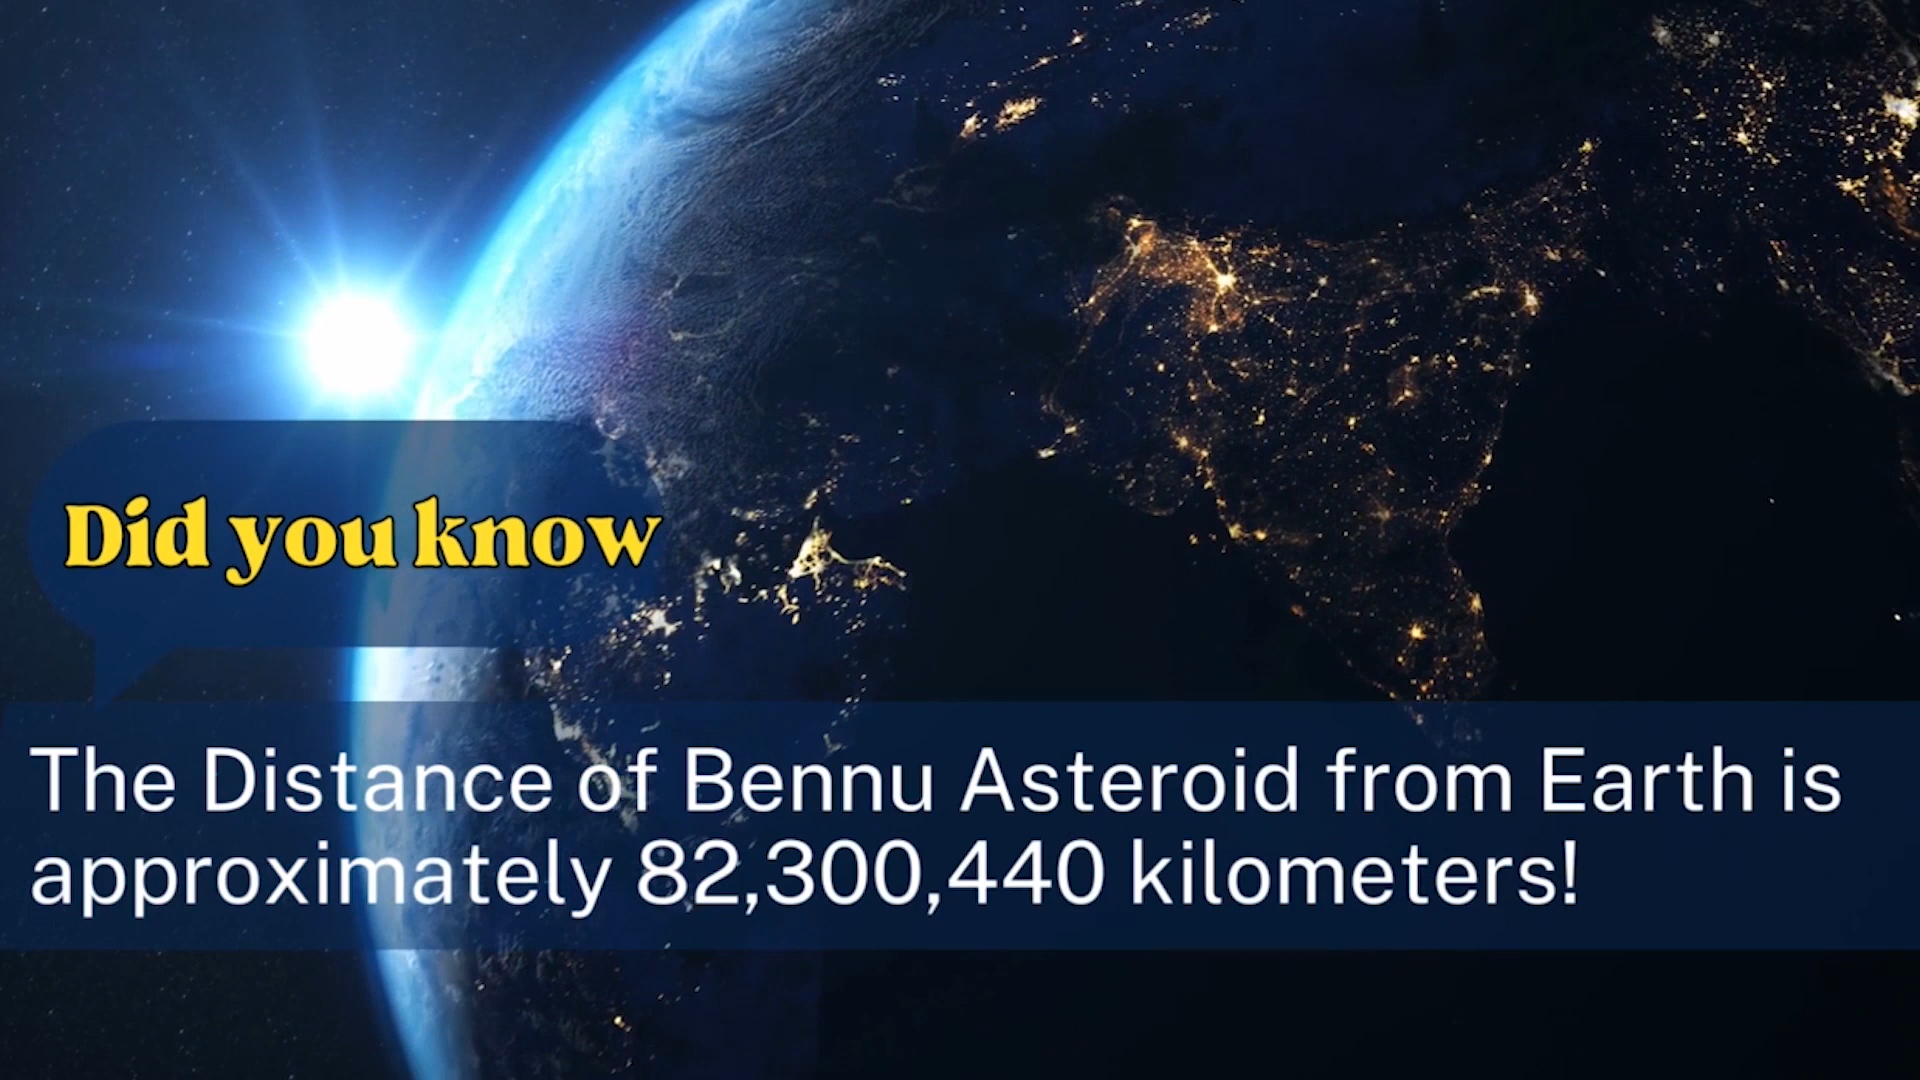 Did you know
The Distance of Bennu Asteroid from Earth is
approximately 82,300,440 kilometers!